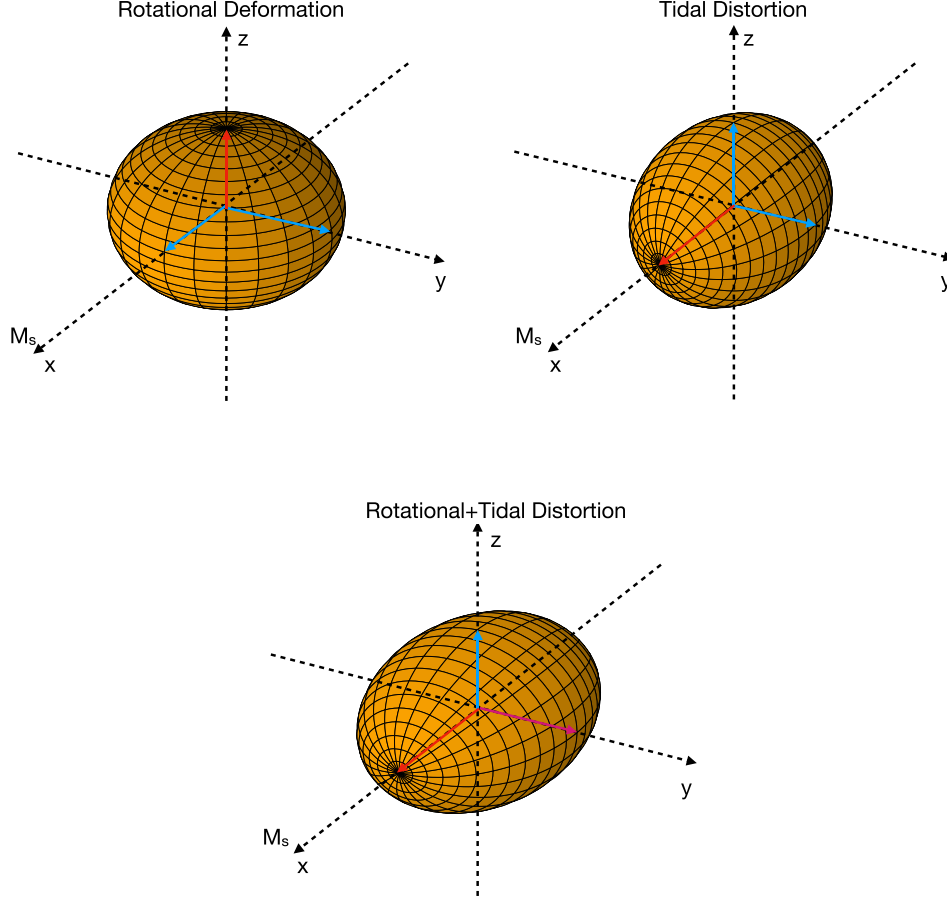 Rotational Deformation
z
y
Mₛ
x
Tidal Distortion
z
y
Mₛ
x
Rotational+Tidal Distortion
z
y
Mₛ
x